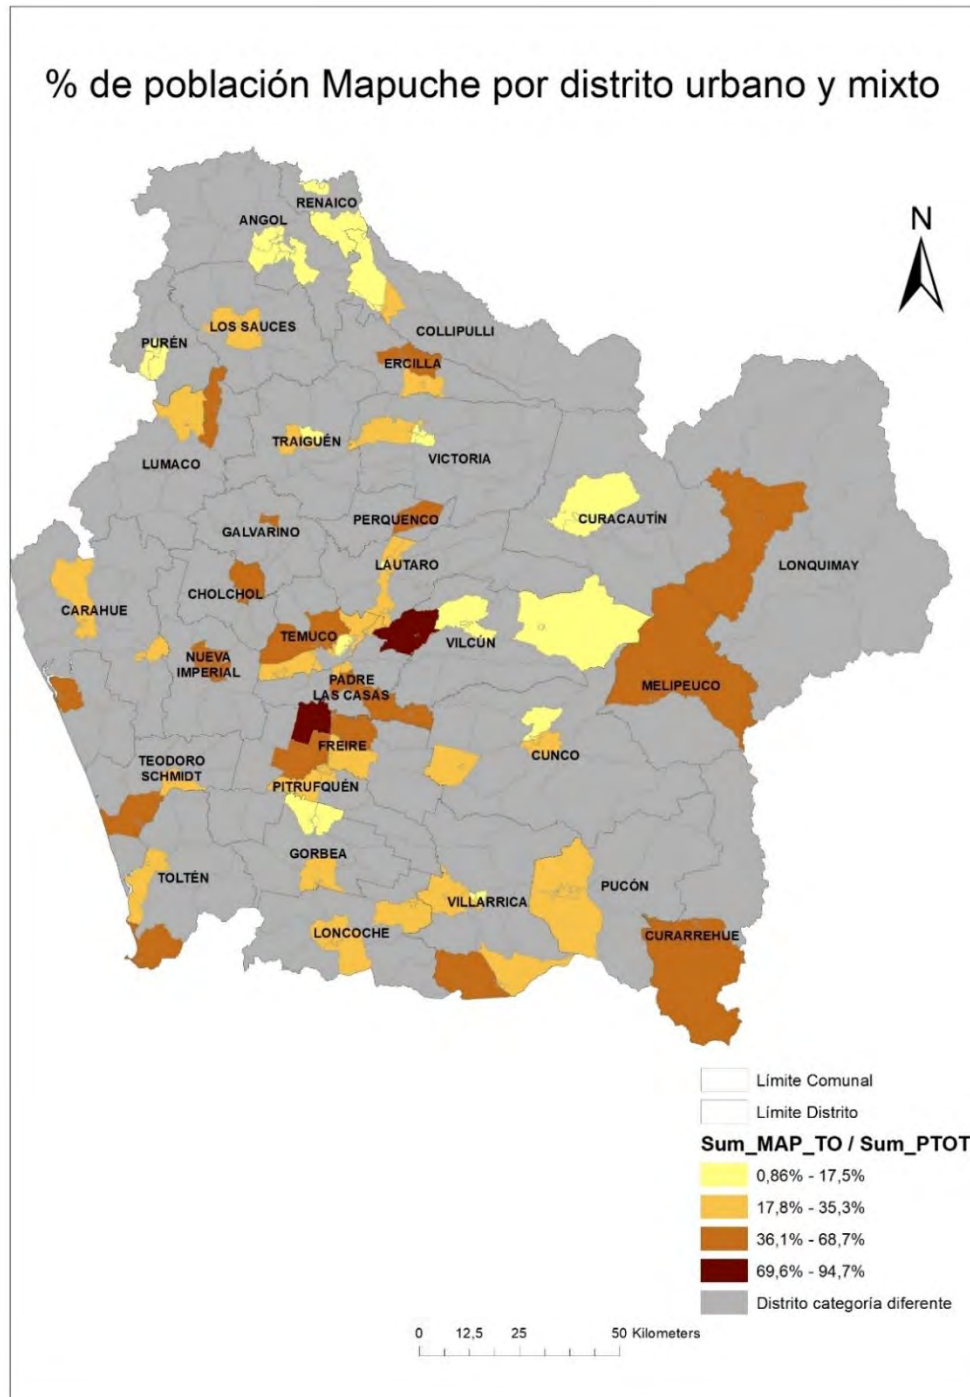 % de población Mapuche por distrito urbano y mixto
N
RENAICO
ANGOL
LOS SAUCES
COLLIPULLI
PURÉN
ERCILLA
TRAIGUÉN
VICTORIA
LUMACO
PERQUENCO
CURACAUTÍN
GALVARINO
LONQUIMAY
LAUTARO
CHOLCHOL
CARAHUE
TEMUCO
VILCÚN
NUEVA
IMPERIAL
PADRE
LAS CASAS
MELIPEUCO
FREIRE
CUNCO
TEODORO
SCHMIDT
PITRUFQUÉN
GORBEA
TOLTÉN
PUCÓN
VILLARRICA
LONCOCHE
CURARREHUE
Límite Comunal
Límite Distrito
Sum_MAP_TO / Sum_PTOT
0,86% - 17,5%
17,8% - 35,3%
36,1% - 68,7%
69,6% - 94,7%
Distrito categoría diferente
0 12,5 25 50 Kilometers